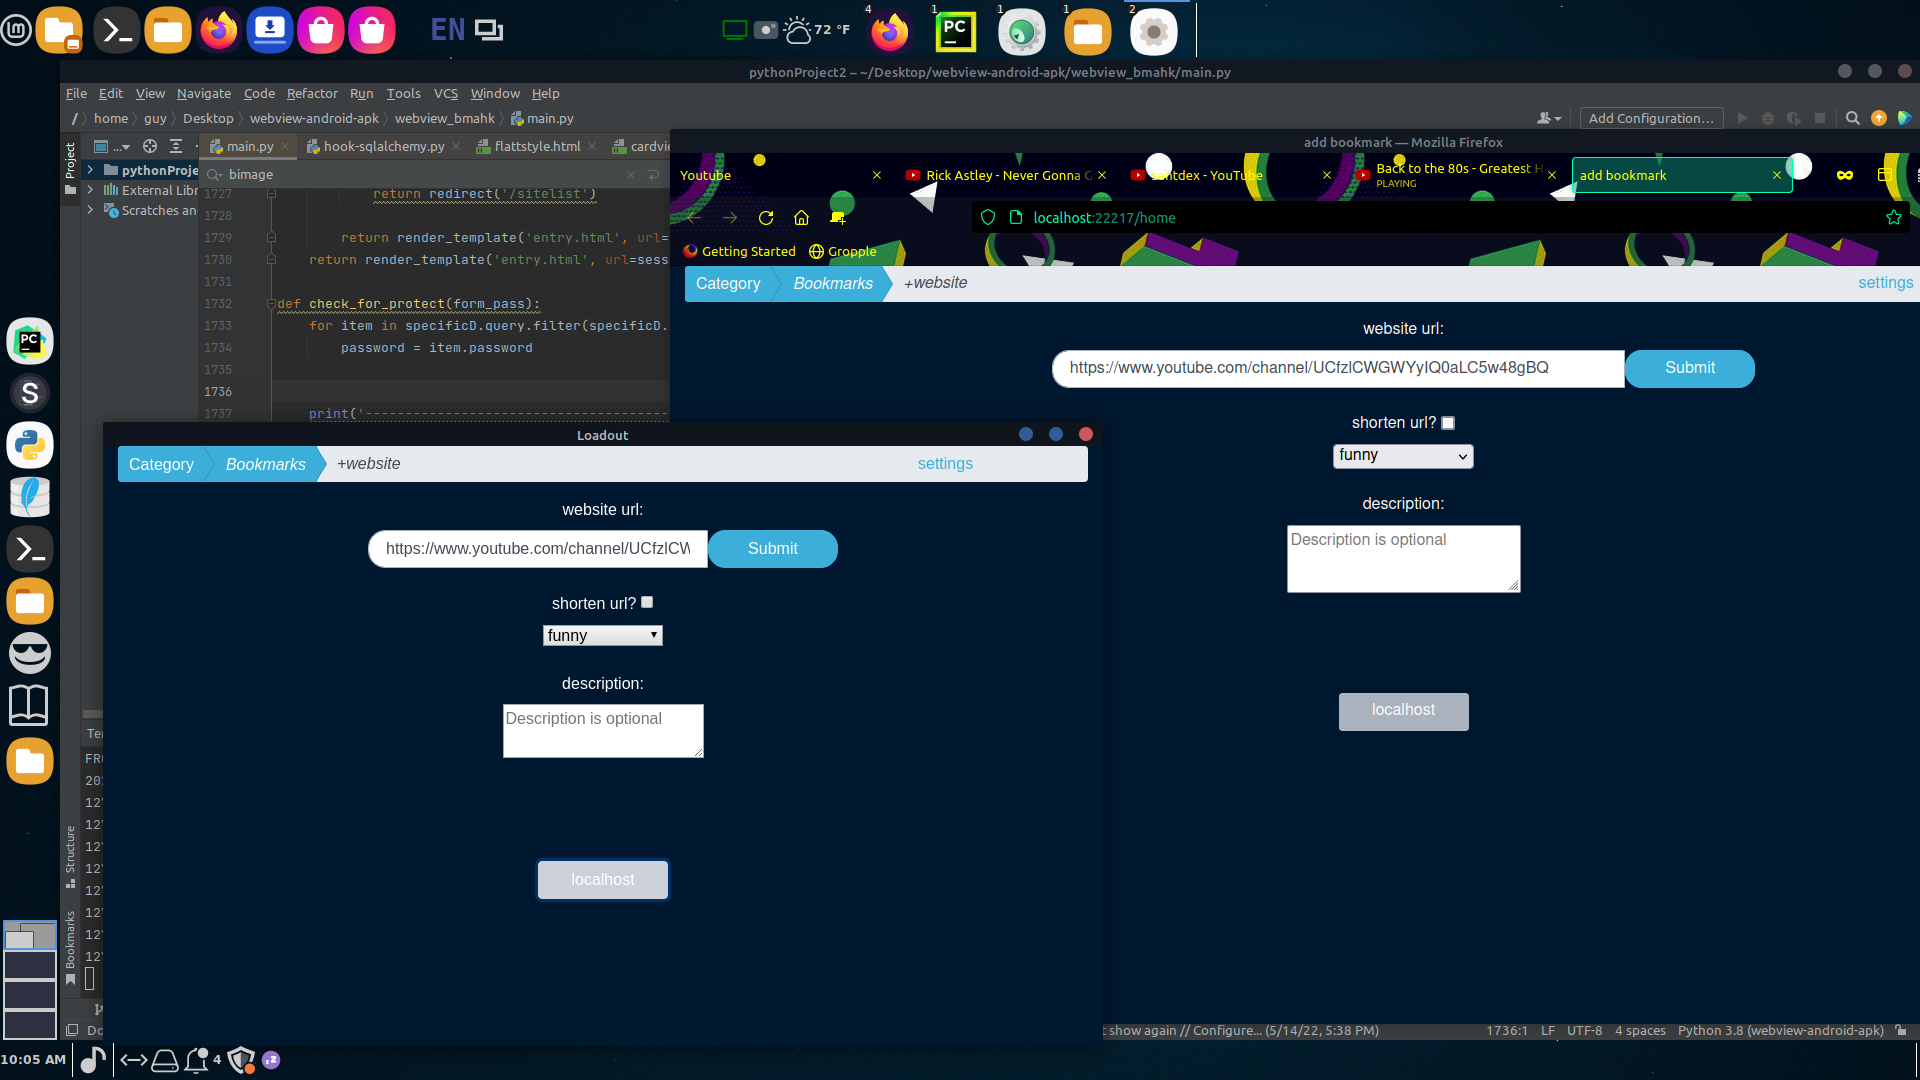 EN
72 °F
4
1
1
1
2
PC
pythonProject2 – ~/Desktop/webview-android-apk/webview_bmahk/main.py
File Edit View Navigate Code Refactor Run Tools VCS Window Help
/ home guy Desktop webview-android-apk webview_bmahk main.py
Add Configuration...
Project
...
main.py
hook-sqlalchemy.py
flattstyle.html
cardvie
pythonProje
External Libr
Scratches an
bimage
1727 return redirect('/sitelist')
1728
1729 return render_template('entry.html', url=
1730 return render_template('entry.html', url=sess
1731
1732 def check_for_protect(form_pass):
1733 for item in specificD.query.filter(specificD.
1734 password = item.password
1735
1736
1737 print('--------------------------------------
add bookmark — Mozilla Firefox
Youtube
Rick Astley - Never Gonna G
- YouTube
Back to the 80s - Greatest H
PLAYING
add bookmark
localhost:22217/home
Getting Started
Gropple
Category Bookmarks +website settings
website url:
https://www.youtube.com/channel/UCfzlCWGWYyIQ0aLC5w48gBQ Submit
shorten url?
funny
description:
Description is optional
localhost
Loadout
Category Bookmarks +website settings
website url:
https://www.youtube.com/channel/UCfzlCW Submit
shorten url?
funny
description:
Description is optional
localhost
PC
S
Te
FR
20
12
12
12
12
12
12
12
12
Structure
Bookmarks
Do
t show again // Configure... (5/14/22, 5:38 PM)
1736:1 LF UTF-8 4 spaces Python 3.8 (webview-android-apk)
10:05 AM
4